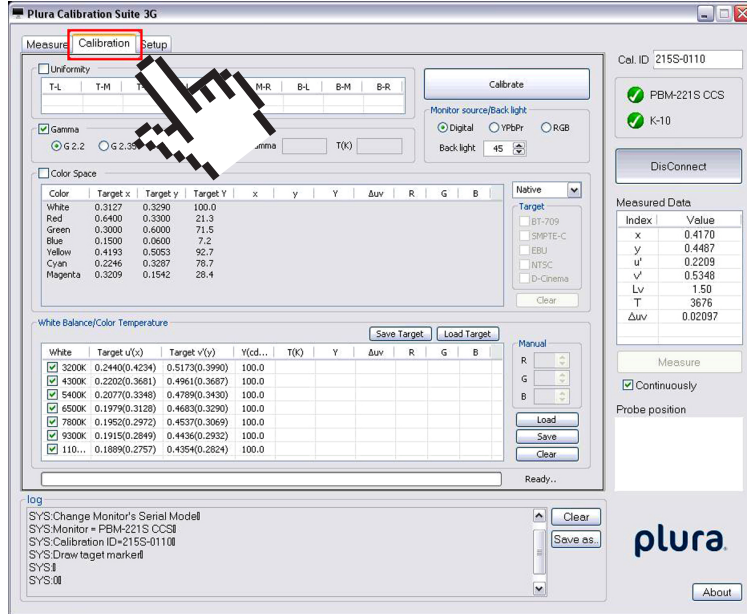 Plura Calibration Suite 3G
Measure Calibration Setup
Uniformity
T-L T-M M-R B-L B-M B-R
Calibrate
Gamma
G 2.2 T(K)
Monitor source/Back light
Digital YPbPr RGB
Back light 45
Color Space
Color Target x Target y Target Y x y Y Δuv R G B
White 0.3127 0.3290 100.0
Red 0.6400 0.3300 21.3
Green 0.3000 0.6000 71.5
Blue 0.1500 0.0600 7.2
Yellow 0.4193 0.5053 92.7
Cyan 0.2246 0.3287 78.7
Magenta 0.3209 0.1542 28.4
Native
Target
BT-709
SMPTE-C
EBU
NTSC
D-Cinema
Clear
White Balance/Color Temperature
Save Target Load Target
White Target u'(x) Target v'(y) Y(cd... T(K) Y Δuv R G B
3200K 0.2440(0.4234) 0.5173(0.3990) 100.0
4300K 0.2202(0.3681) 0.4961(0.3687) 100.0
5400K 0.2077(0.3348) 0.4789(0.3430) 100.0
6500K 0.1979(0.3128) 0.4683(0.3290) 100.0
7800K 0.1952(0.2972) 0.4537(0.3069) 100.0
9300K 0.1915(0.2849) 0.4436(0.2932) 100.0
110... 0.1889(0.2757) 0.4354(0.2824) 100.0
Manual
R
G
B
Load
Save
Clear
Ready..
log
SYS:Change Monitor's Serial Model
SYS:Monitor = PBM-221S CCS
SYS:Calibration ID=215S-0110
SYS:Draw taget marker
SYS:
SYS:0
Clear
Save as..
Cal. ID 215S-0110
PBM-221S CCS
K-10
DisConnect
Measured Data
Index Value
x 0.4170
y 0.4487
u' 0.2209
v' 0.5348
Lv 1.50
T 3676
Δuv 0.02097
Measure
Continuously
Probe position
plura.
About